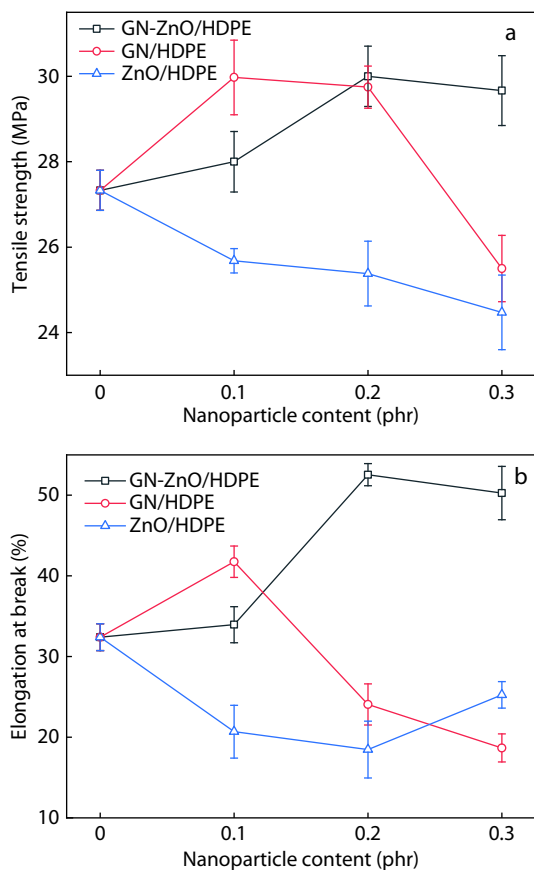 a
GN-ZnO/HDPE
GN/HDPE
ZnO/HDPE
Tensile strength (MPa)
30
28
26
24
0 0.1 0.2 0.3
Nanoparticle content (phr)
b
GN-ZnO/HDPE
GN/HDPE
ZnO/HDPE
Elongation at break (%)
50
40
30
20
10
0 0.1 0.2 0.3
Nanoparticle content (phr)